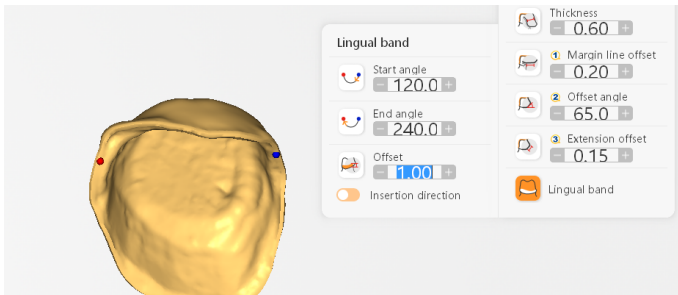 Lingual band
Start angle
− 120.0 +
End angle
− 240.0 +
Offset
− 1.00 +
Insertion direction
Thickness
− 0.60 +
1 Margin line offset
− 0.20 +
2 Offset angle
− 65.0 +
3 Extension offset
− 0.15 +
Lingual band